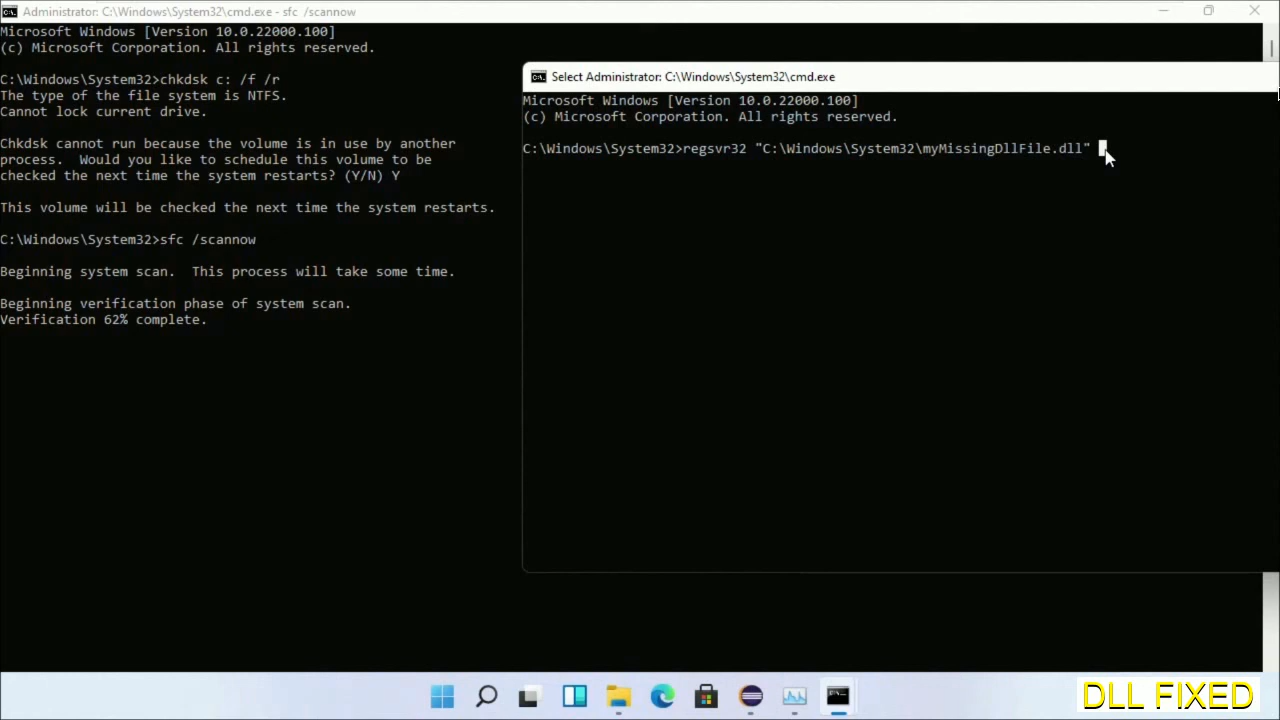 Administrator: C:\Windows\System32\cmd.exe - sfc /scannow
Microsoft Windows [Version 10.0.22000.100]
(c) Microsoft Corporation. All rights reserved.
C:\Windows\System32>chkdsk c: /f /r
The type of the file system is NTFS.
Cannot lock current drive.
Chkdsk cannot run because the volume is in use by another
process.  Would you like to schedule this volume to be
checked the next time the system restarts? (Y/N) Y
This volume will be checked the next time the system restarts.
C:\Windows\System32>sfc /scannow
Beginning system scan.  This process will take some time.
Beginning verification phase of system scan.
Verification 62% complete.
Select Administrator: C:\Windows\System32\cmd.exe
Microsoft Windows [Version 10.0.22000.100]
(c) Microsoft Corporation. All rights reserved.
C:\Windows\System32>regsvr32 "C:\Windows\System32\myMissingDllFile.dll"
DLL FIXED